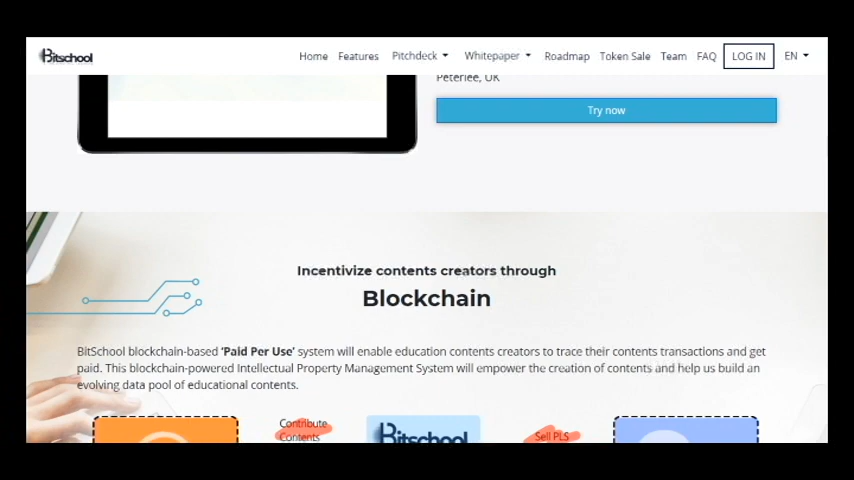 Bitschool
Home Features Pitchdeck Whitepaper Roadmap Token Sale Team FAQ LOG IN EN
Peterlee, UK
Try now
Incentivize contents creators through
Blockchain
BitSchool blockchain-based ‘Paid Per Use’ system will enable education contents creators to trace their contents transactions and get
paid. This blockchain-powered Intellectual Property Management System will empower the creation of contents and help us build an
evolving data pool of educational contents.
Contribute
Contents
Bitschool
Sell PLS